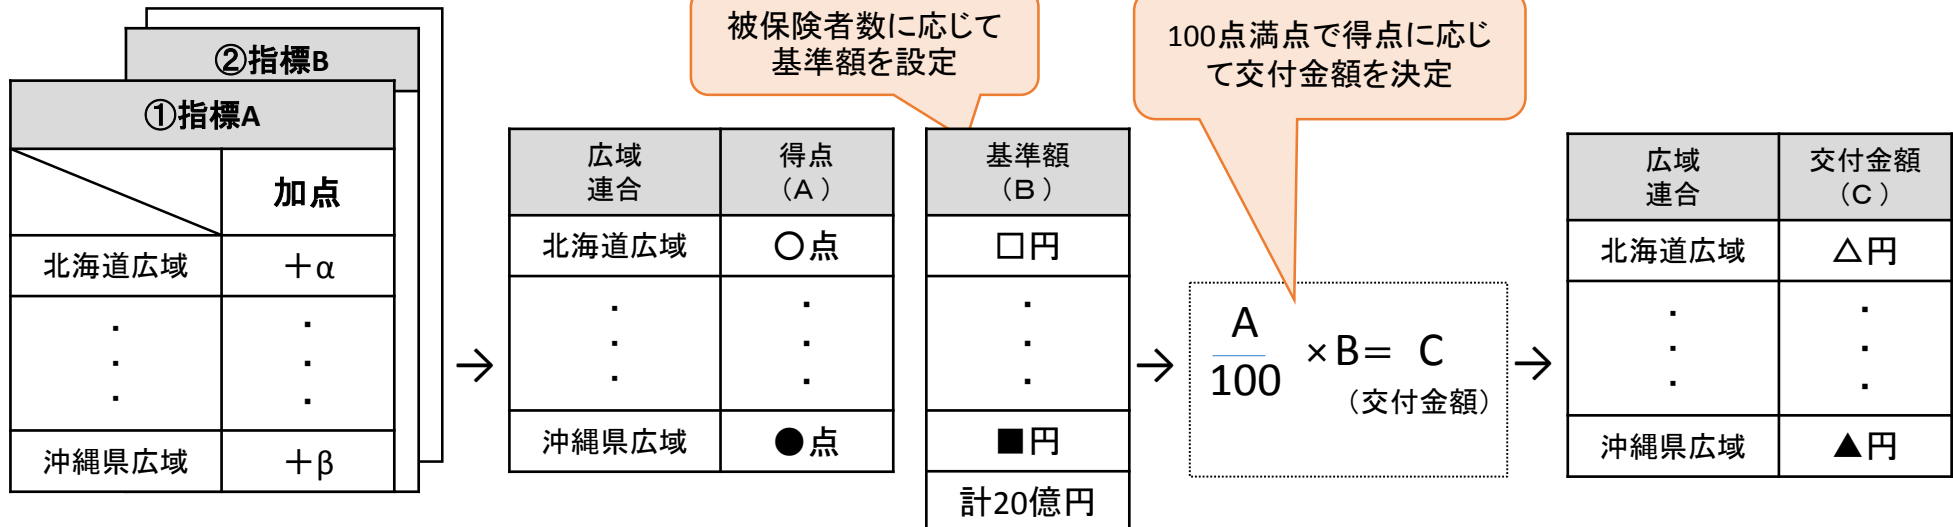 ②指標B
①指標A
加点
北海道広域
＋α
・
・
・
・
・
・
沖縄県広域
＋β
→
被保険者数に応じて
基準額を設定
広域
連合
得点
（A）
北海道広域
〇点
・
・
・
・
・
・
沖縄県広域
●点
基準額
（B）
□円
・
・
・
■円
計20億円
→
100点満点で得点に応じ
て交付金額を決定
A
100
×B＝ C
（交付金額）
→
広域
連合
交付金額
（C）
北海道広域
△円
・
・
・
・
・
・
沖縄県広域
▲円